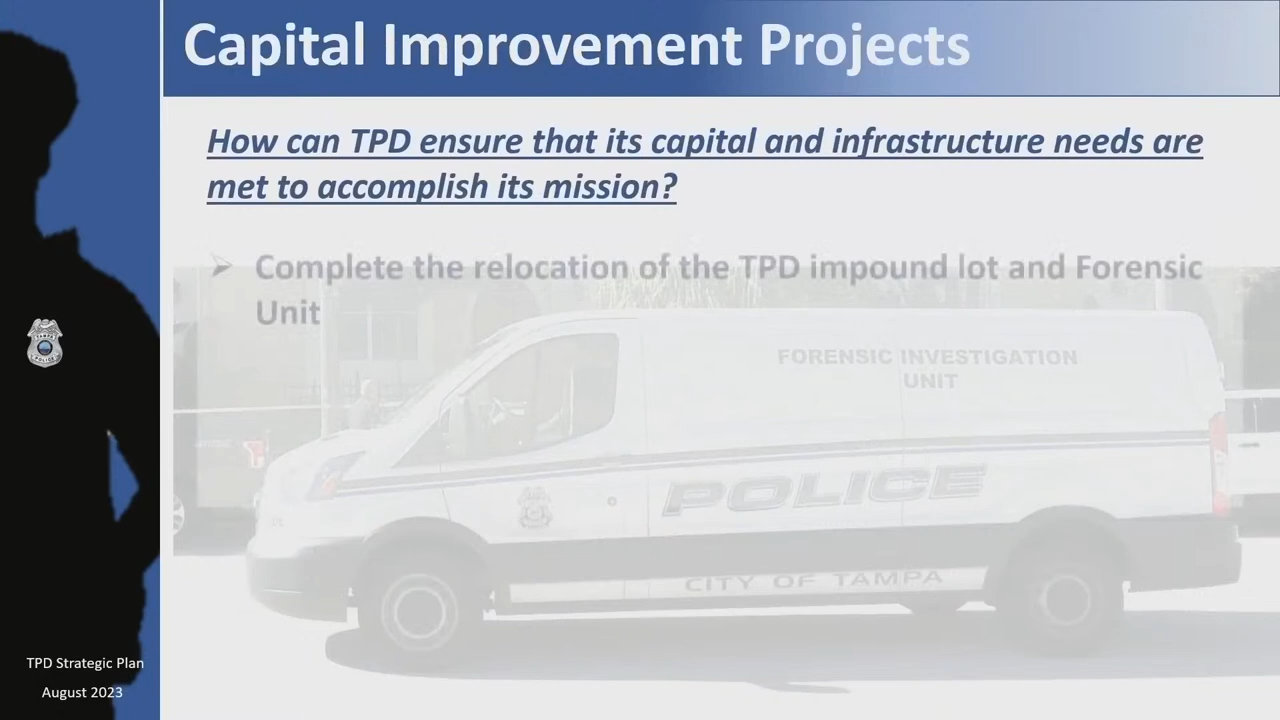 Capital Improvement Projects
How can TPD ensure that its capital and infrastructure needs are
met to accomplish its mission?
Complete the relocation of the TPD impound lot and Forensic
Unit
FORENSIC INVESTIGATION
UNIT
POLICE
CITY OF TAMPA
TAMPA
POLICE
TPD Strategic Plan
August 2023